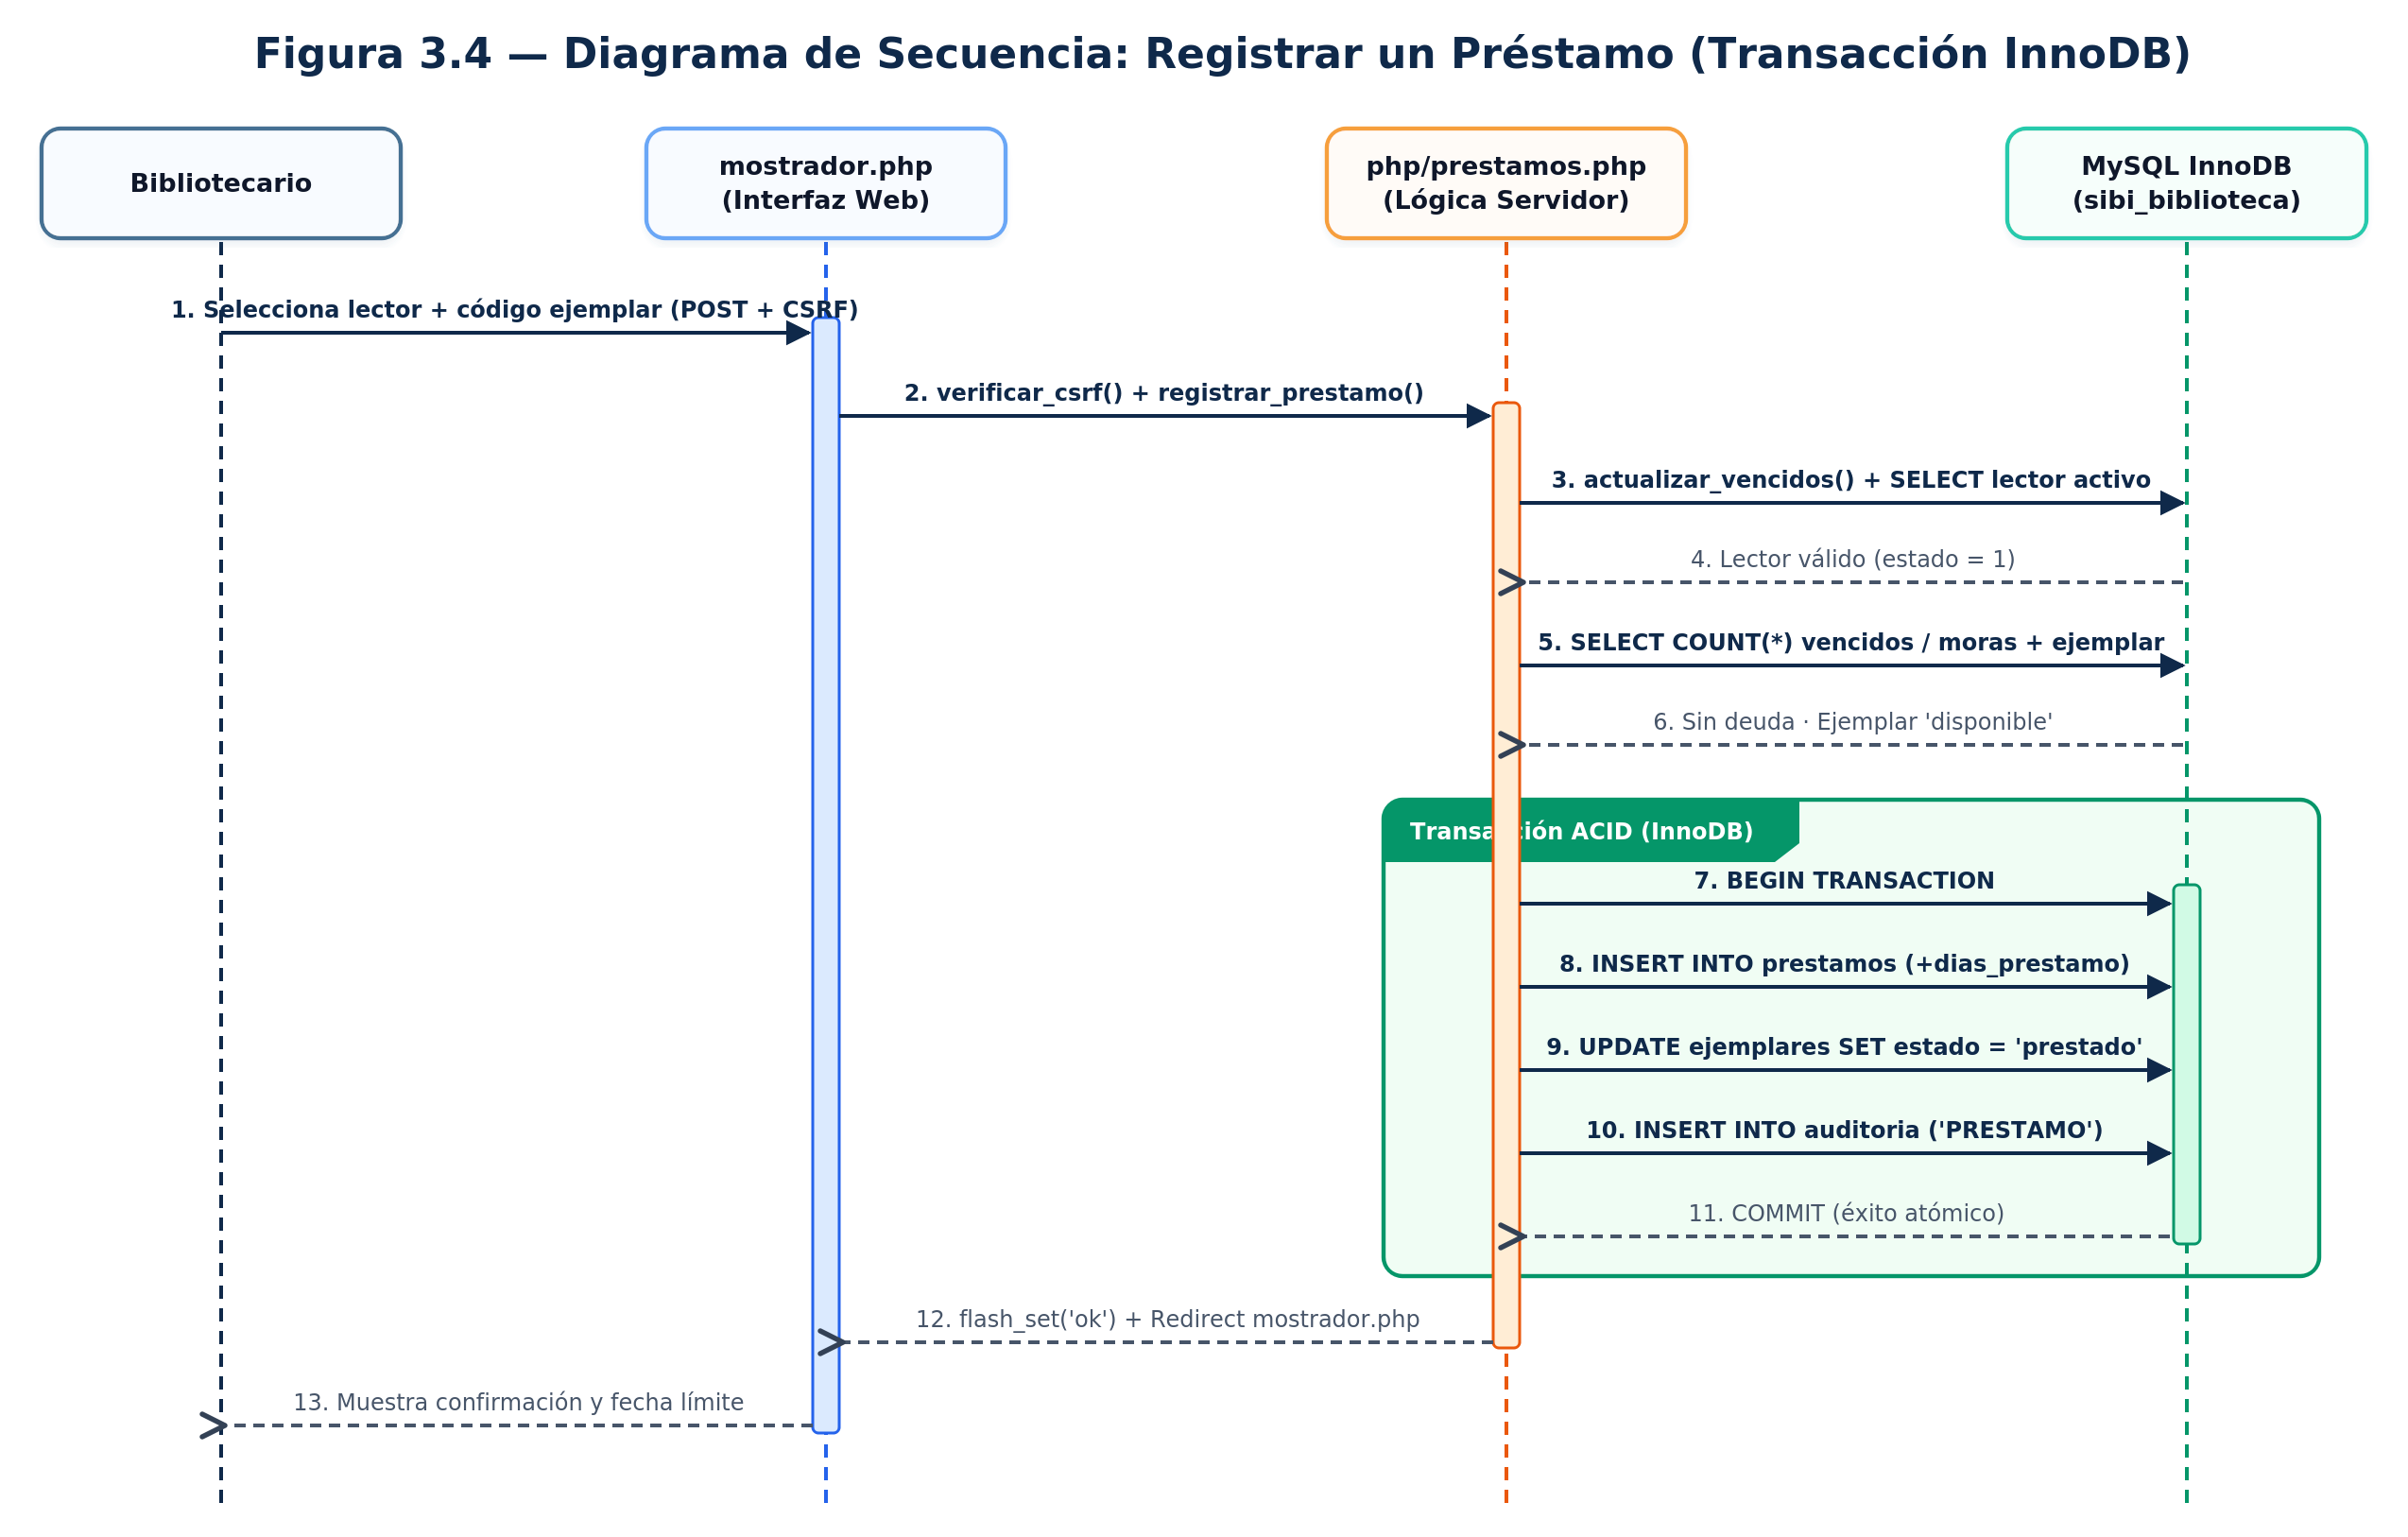 Figura 3.4 — Diagrama de Secuencia: Registrar un Préstamo (Transacción InnoDB)
Bibliotecario
mostrador.php
(Interfaz Web)
php/prestamos.php
(Lógica Servidor)
MySQL InnoDB
(sibi_biblioteca)
1. Selecciona lector + código ejemplar (POST + CSRF)
2. verificar_csrf() + registrar_prestamo()
3. actualizar_vencidos() + SELECT lector activo
4. Lector válido (estado = 1)
5. SELECT COUNT(*) vencidos / moras + ejemplar
6. Sin deuda · Ejemplar 'disponible'
Transacción ACID (InnoDB)
7. BEGIN TRANSACTION
8. INSERT INTO prestamos (+dias_prestamo)
9. UPDATE ejemplares SET estado = 'prestado'
10. INSERT INTO auditoria ('PRESTAMO')
11. COMMIT (éxito atómico)
12. flash_set('ok') + Redirect mostrador.php
13. Muestra confirmación y fecha límite